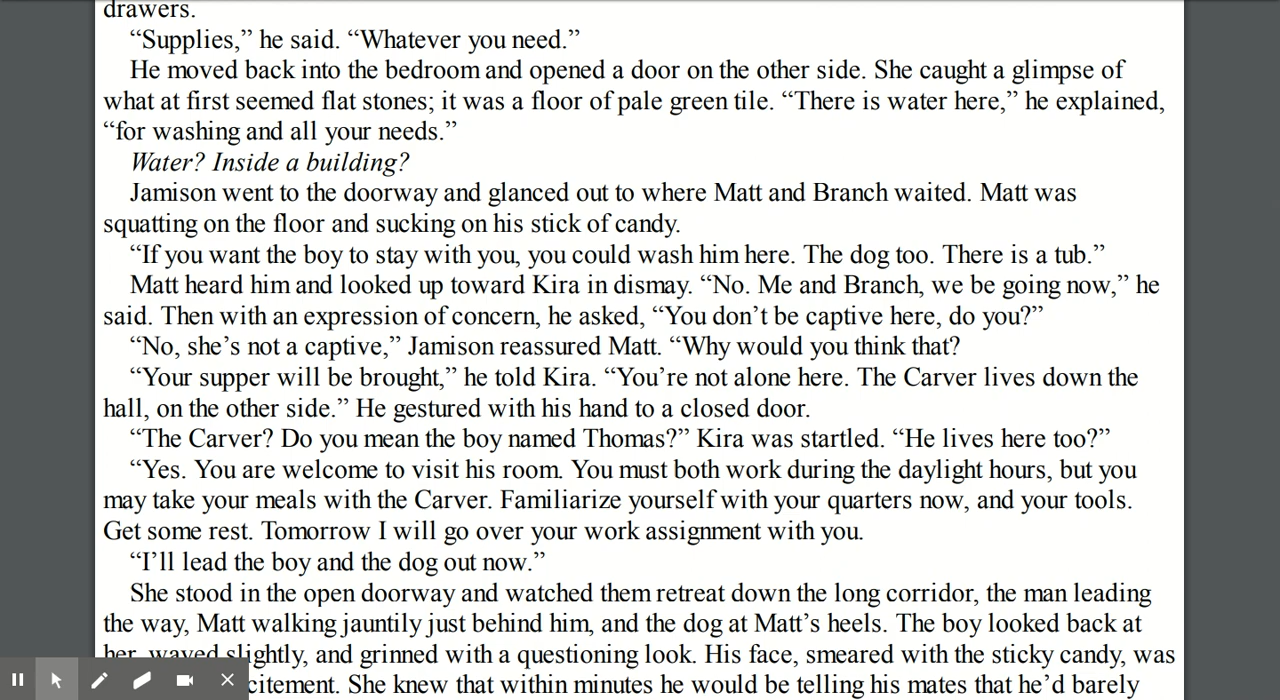 drawers.
“Supplies,” he said. “Whatever you need.”
He moved back into the bedroom and opened a door on the other side. She caught a glimpse of
what at first seemed flat stones; it was a floor of pale green tile. “There is water here,” he explained,
“for washing and all your needs.”
Water? Inside a building?
Jamison went to the doorway and glanced out to where Matt and Branch waited. Matt was
squatting on the floor and sucking on his stick of candy.
“If you want the boy to stay with you, you could wash him here. The dog too. There is a tub.”
Matt heard him and looked up toward Kira in dismay. “No. Me and Branch, we be going now,” he
said. Then with an expression of concern, he asked, “You don’t be captive here, do you?”
“No, she’s not a captive,” Jamison reassured Matt. “Why would you think that?
“Your supper will be brought,” he told Kira. “You’re not alone here. The Carver lives down the
hall, on the other side.” He gestured with his hand to a closed door.
“The Carver? Do you mean the boy named Thomas?” Kira was startled. “He lives here too?”
“Yes. You are welcome to visit his room. You must both work during the daylight hours, but you
may take your meals with the Carver. Familiarize yourself with your quarters now, and your tools.
Get some rest. Tomorrow I will go over your work assignment with you.
“I’ll lead the boy and the dog out now.”
She stood in the open doorway and watched them retreat down the long corridor, the man leading
the way, Matt walking jauntily just behind him, and the dog at Matt’s heels. The boy looked back at
her, waved slightly, and grinned with a questioning look. His face, smeared with the sticky candy, was
citement. She knew that within minutes he would be telling his mates that he’d barely